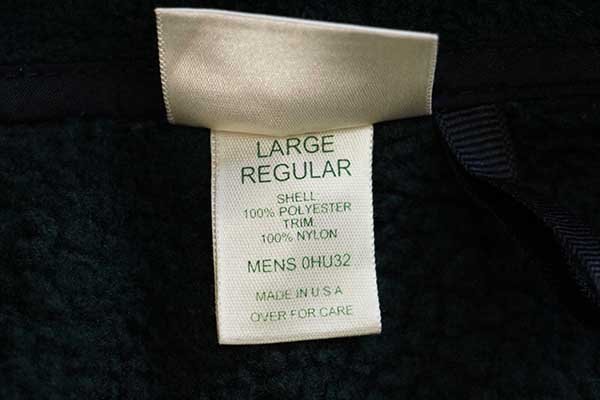 LARGE
REGULAR
SHELL
100% POLYESTER
TRIM
100% NYLON
MENS 0HU32
MADE IN U S A
OVER FOR CARE